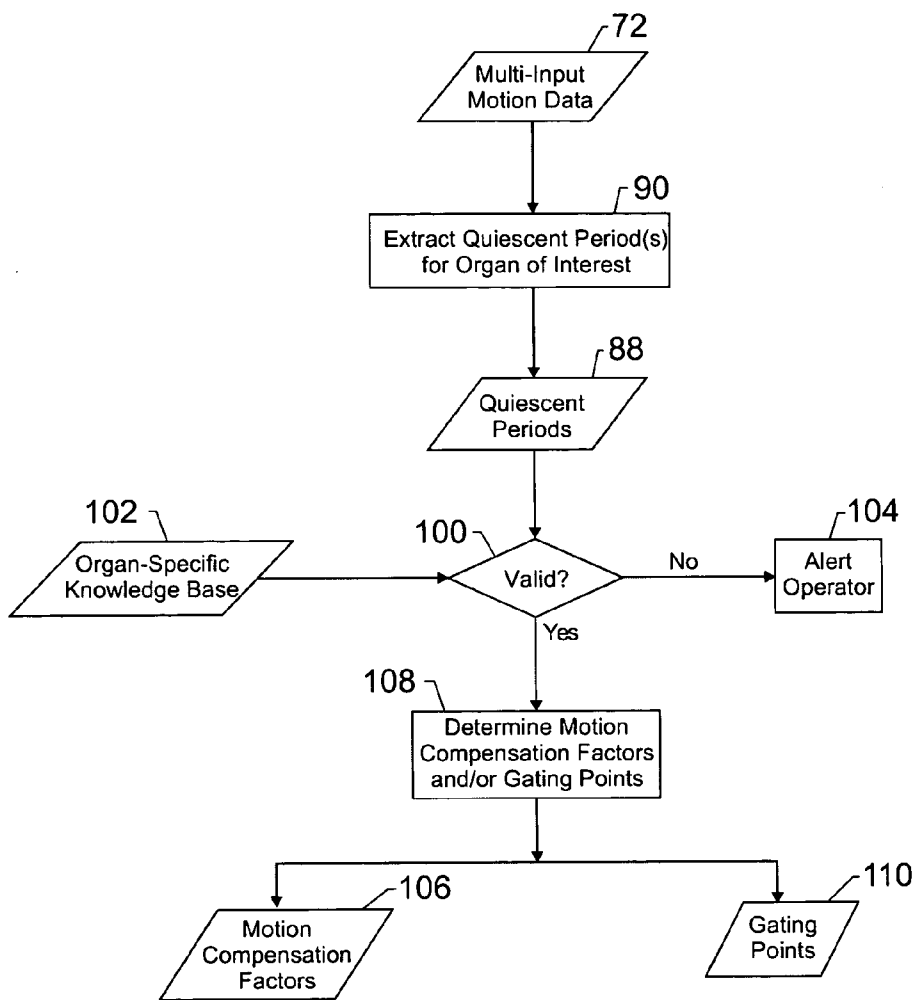 72
Multi-Input
Motion Data
90
Extract Quiescent Period(s)
for Organ of Interest
88
Quiescent
Periods
102
Organ-Specific
Knowledge Base
100
Valid?
No
104
Alert
Operator
Yes
108
Determine Motion
Compensation Factors
and/or Gating Points
106
Motion
Compensation
Factors
110
Gating
Points